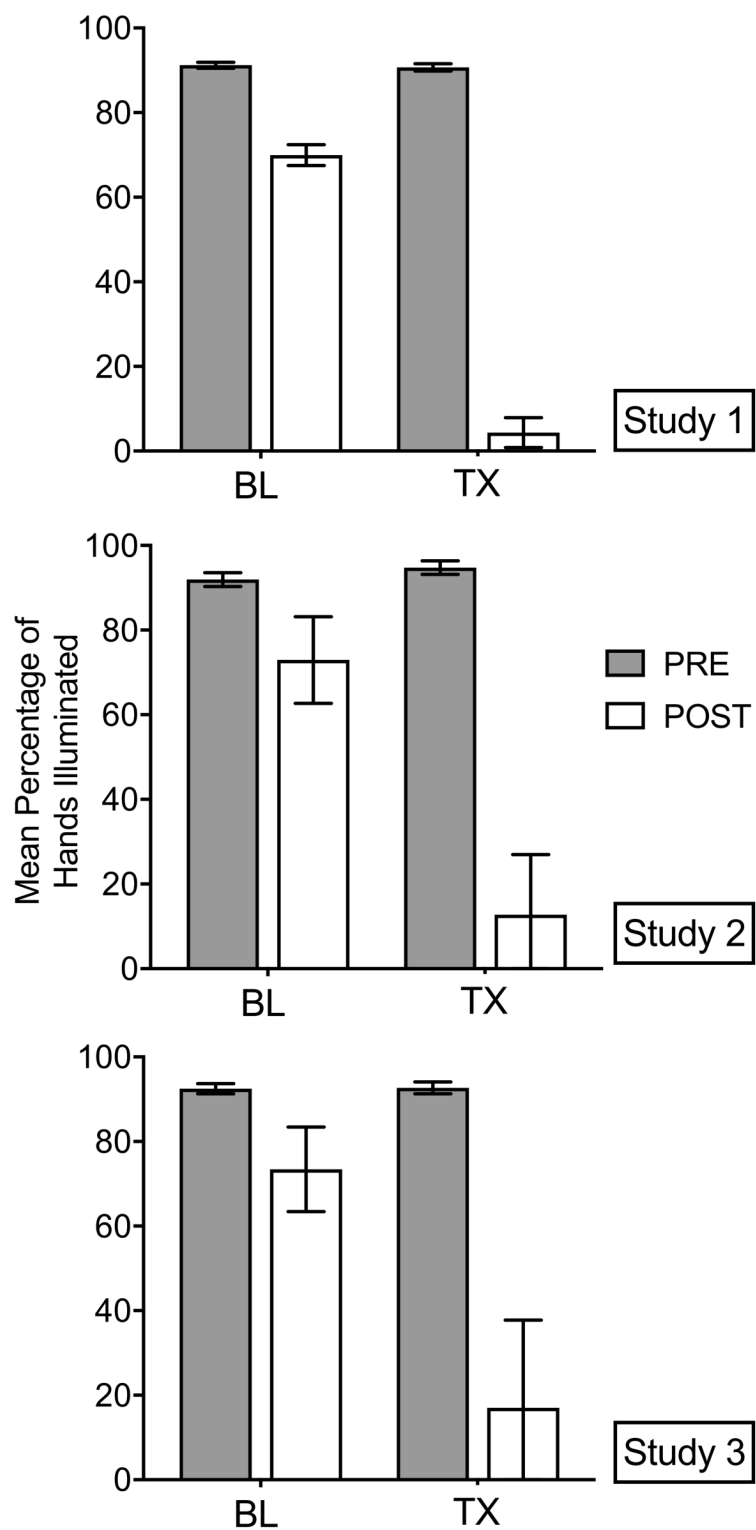 100
80
60
40
20
0
BL
TX
Study 1
Mean Percentage of
Hands Illuminated
100
80
60
40
20
0
BL
TX
PRE
POST
Study 2
100
80
60
40
20
0
BL
TX
Study 3